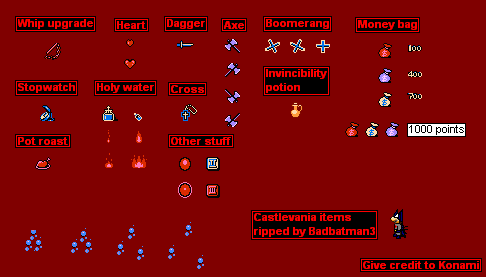 Whip upgrade Heart Dagger Axe Boomerang Money bag
100
400
700
Invincibility
potion
Stopwatch Holy water Cross
1000 points
Pot roast Other stuff
Castlevania items
ripped by Badbatman3
Give credit to Konami